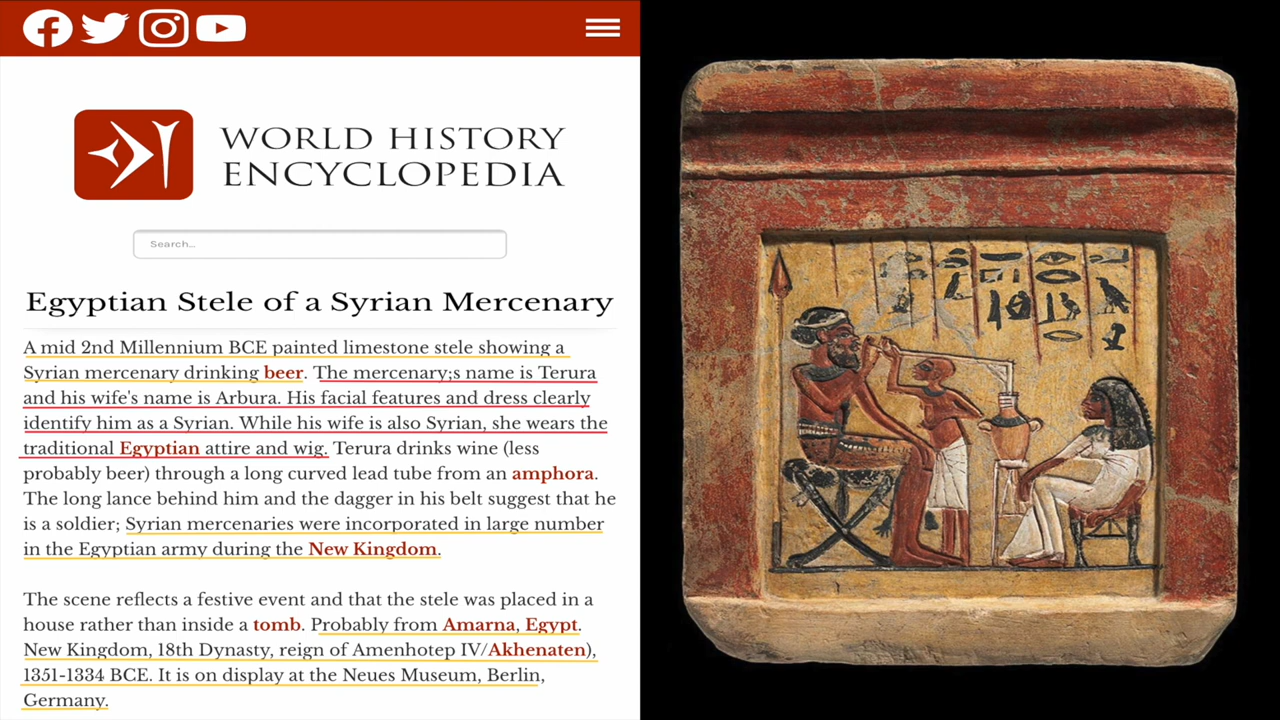 WORLD HISTORY
ENCYCLOPEDIA
Search...
Egyptian Stele of a Syrian Mercenary
A mid 2nd Millennium BCE painted limestone stele showing a
Syrian mercenary drinking beer. The mercenary;s name is Terura
and his wife's name is Arbura. His facial features and dress clearly
identify him as a Syrian. While his wife is also Syrian, she wears the
traditional Egyptian attire and wig. Terura drinks wine (less
probably beer) through a long curved lead tube from an amphora.
The long lance behind him and the dagger in his belt suggest that he
is a soldier; Syrian mercenaries were incorporated in large number
in the Egyptian army during the New Kingdom.
The scene reflects a festive event and that the stele was placed in a
house rather than inside a tomb. Probably from Amarna, Egypt.
New Kingdom, 18th Dynasty, reign of Amenhotep IV/Akhenaten),
1351-1334 BCE. It is on display at the Neues Museum, Berlin,
Germany.